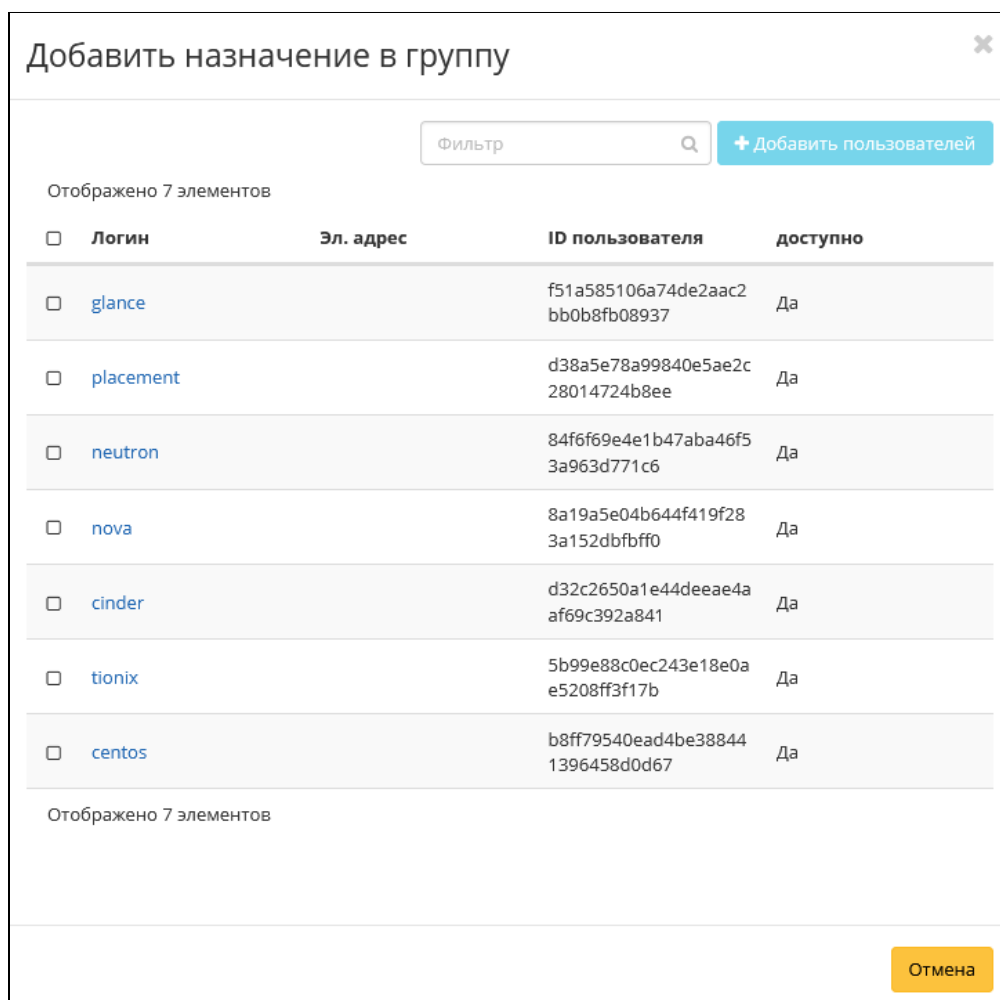 Добавить назначение в группу
Фильтр
Добавить пользователей
Отображено 7 элементов
Логин Эл. адрес ID пользователя доступно
glance f51a585106a74de2aac2 Да
bb0b8fb08937
placement d38a5e78a99840e5ae2c Да
28014724b8ee
neutron 84f6f69e4e1b47aba46f5 Да
3a963d771c6
nova 8a19a5e04b644f419f28 Да
3a152dbfbff0
cinder d32c2650a1e44deeae4a Да
af69c392a841
tionix 5b99e88c0ec243e18e0a Да
e5208ff3f17b
centos b8ff79540ead4be38844 Да
1396458d0d67
Отображено 7 элементов
Отмена